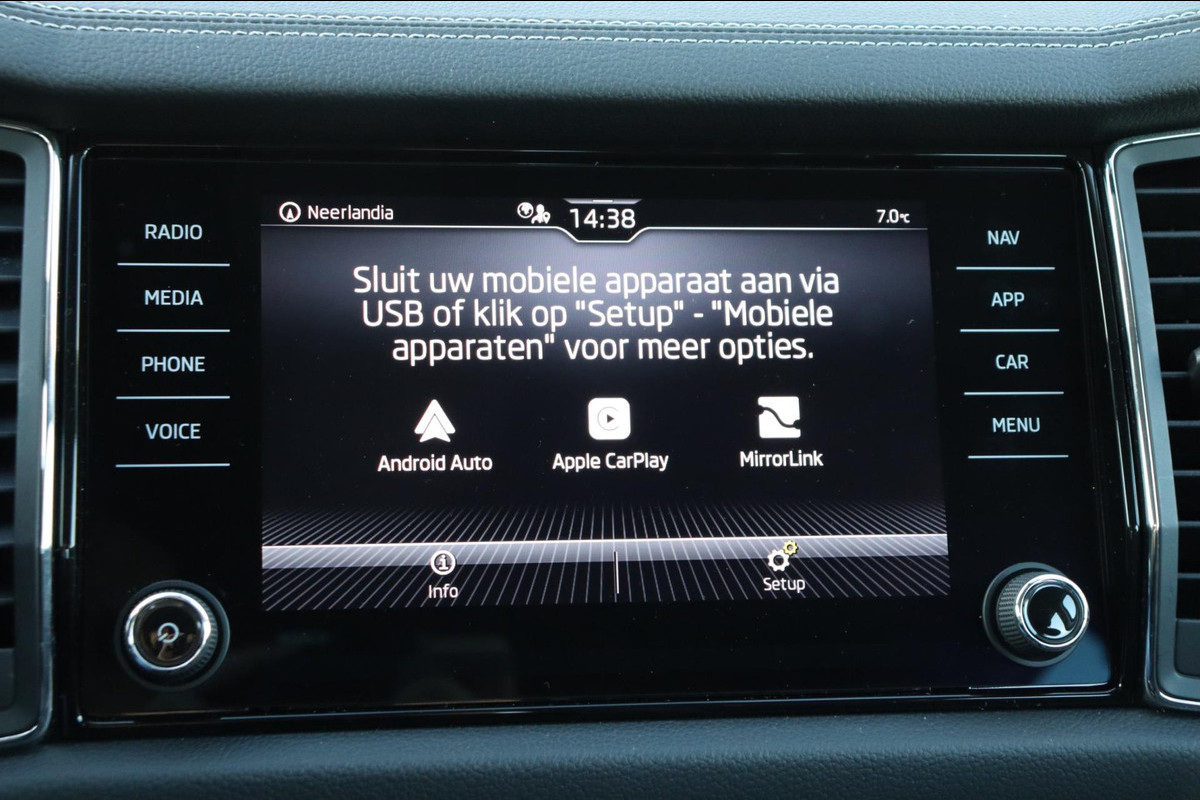 Neerlandia
14:38
7.0°C
RADIO
MEDIA
PHONE
VOICE
Sluit uw mobiele apparaat aan via
USB of klik op "Setup" - "Mobiele
apparaten" voor meer opties.
Android Auto
Apple CarPlay
MirrorLink
Info
Setup
NAV
APP
CAR
MENU